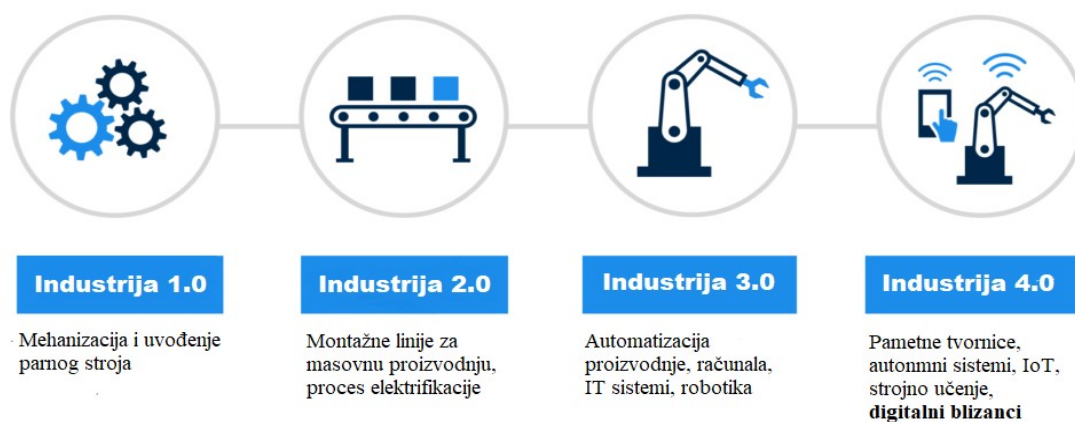 Industrija 1.0
Mehanizacija i uvođenje
parnog stroja
Industrija 2.0
Montažne linije za
masovnu proizvodnju,
proces elektrifikacije
Industrija 3.0
Automatizacija
proizvodnje, računala,
IT sistemi, robotika
Industrija 4.0
Pametne tvornice,
autonmni sistemi, IoT,
strojno učenje,
digitalni blizanci